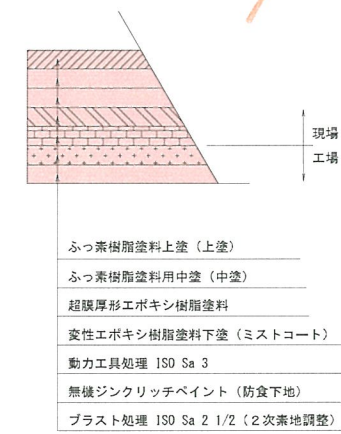 現場
工場
ふっ素樹脂塗料上塗（上塗）
ふっ素樹脂塗料用中塗（中塗）
超膜厚形エポキシ樹脂塗料
変性エポキシ樹脂塗料下塗（ミストコート）
動力工具処理 ISO Sa 3
無機ジンクリッチペイント（防食下地）
ブラスト処理 ISO Sa 2 1/2（２次素地調整）